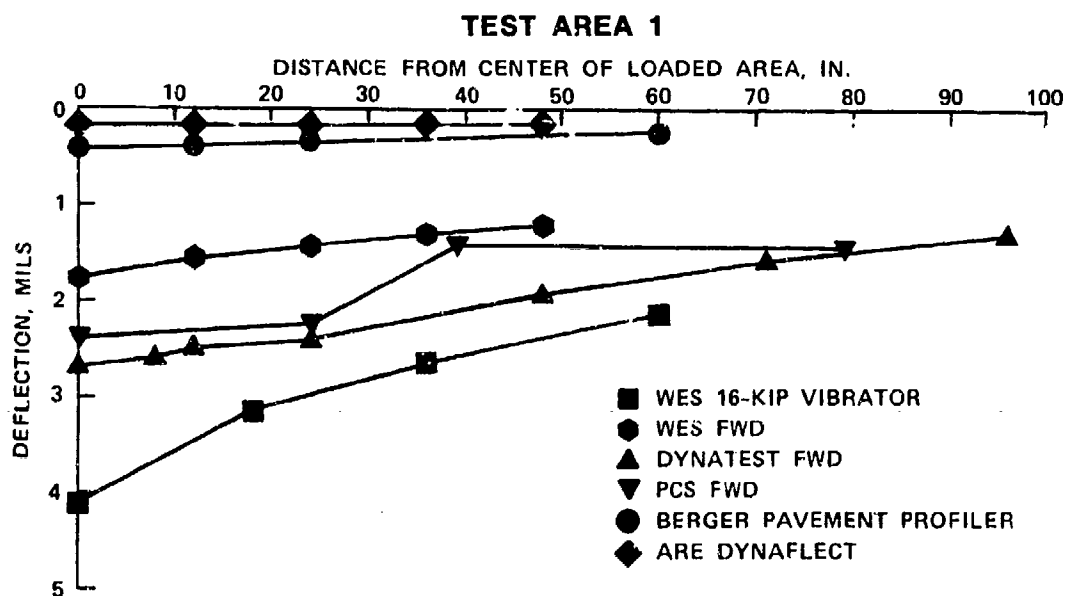 TEST AREA 1
DISTANCE FROM CENTER OF LOADED AREA, IN.
0 10 20 30 40 50 60 70 80 90 100
0
1
2
3
4
5
DEFLECTION, MILS
WES 16-KIP VIBRATOR
WES FWD
DYNATEST FWD
PCS FWD
BERGER PAVEMENT PROFILER
ARE DYNAFLECT